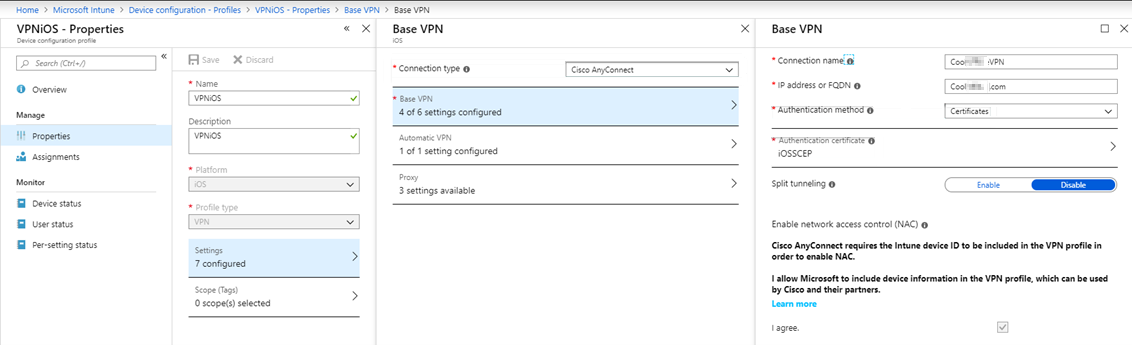 Home > Microsoft Intune > Device configuration - Profiles > VPNiOS - Properties > Base VPN > Base VPN
VPNiOS - Properties
Device configuration profile
Search (Ctrl+/)
Overview
Manage
Properties
Assignments
Monitor
Device status
User status
Per-setting status
Save Discard
* Name
VPNiOS
Description
VPNiOS
* Platform
iOS
* Profile type
VPN
Settings
7 configured
Scope (Tags)
0 scope(s) selected
Base VPN
iOS
* Connection type
Cisco AnyConnect
* Base VPN
4 of 6 settings configured
Automatic VPN
1 of 1 setting configured
Proxy
3 settings available
Base VPN
* Connection name
* IP address or FQDN
.com
* Authentication method
Certificates
* Authentication certificate
iOSSCEP
Split tunneling
Enable Disable
Enable network access control (NAC)
Cisco AnyConnect requires the Intune device ID to be included in the VPN profile in
order to enable NAC.
I allow Microsoft to include device information in the VPN profile, which can be used
by Cisco and their partners.
Learn more
I agree.